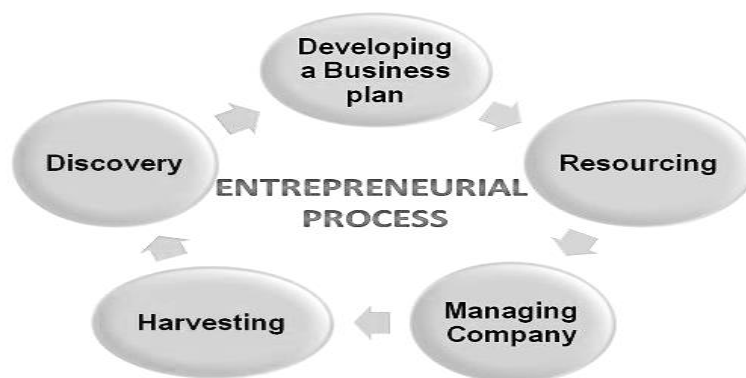 Developing
a Business
plan
Discovery
Resourcing
ENTREPRENEURIAL
PROCESS
Harvesting
Managing
Company